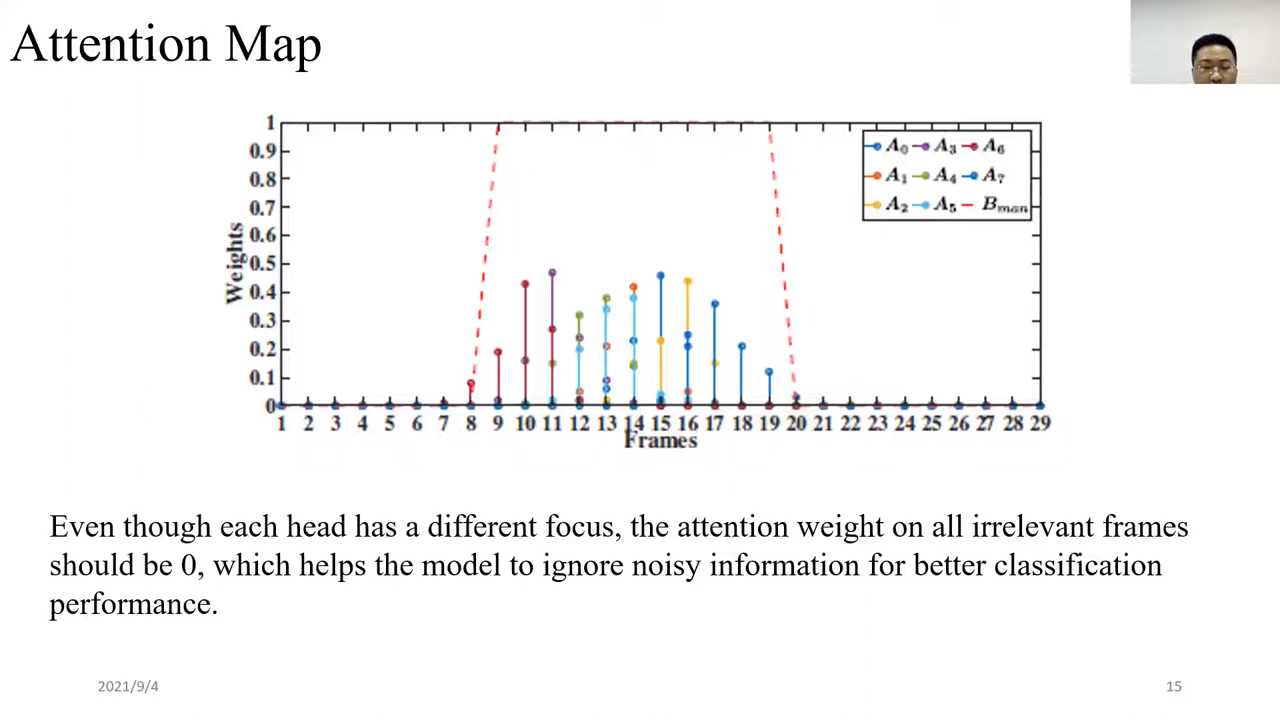 Attention Map
1
0.9
0.8
0.7
0.6
0.5
0.4
0.3
0.2
0.1
0
Weights
A0 A3 A6
A1 A4 A7
A2 A5 Bman
1 2 3 4 5 6 7 8 9 10 11 12 13 14 15 16 17 18 19 20 21 22 23 24 25 26 27 28 29
Frames
Even though each head has a different focus, the attention weight on all irrelevant frames
should be 0, which helps the model to ignore noisy information for better classification
performance.
2021/9/4
15